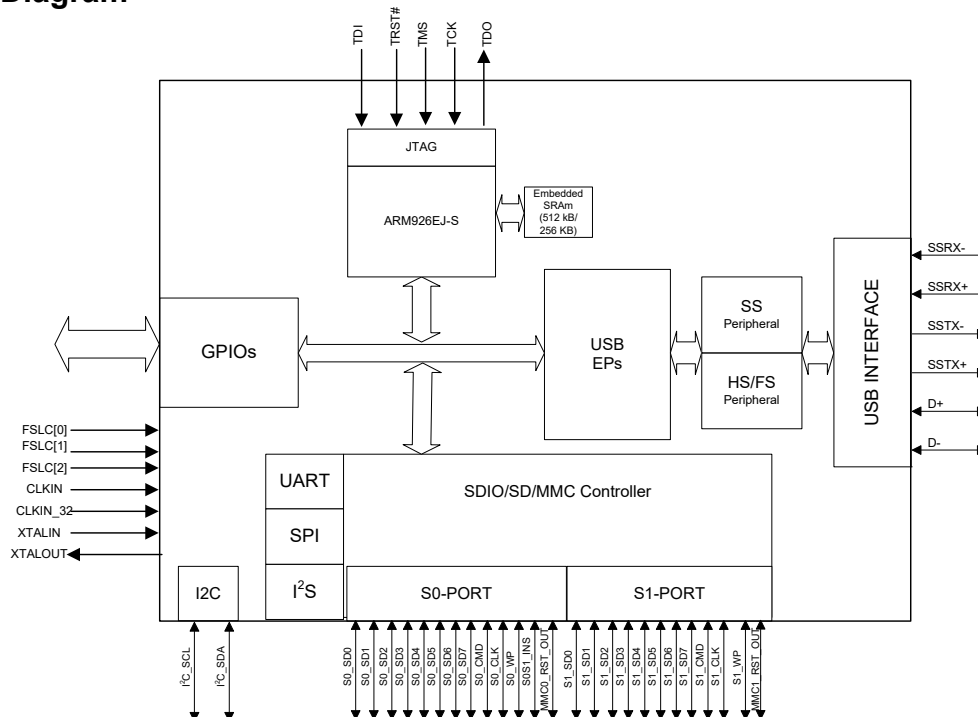 Diagram
TDI
TRST#
TMS
TCK
TDO
JTAG
ARM926EJ-S
Embedded
SRAm
(512 kB/
256 KB)
GPIOs
USB
EPs
SS
Peripheral
HS/FS
Peripheral
USB INTERFACE
SSRX-
SSRX+
SSTX-
SSTX+
D+
D-
FSLC[0]
FSLC[1]
FSLC[2]
CLKIN
CLKIN_32
XTALIN
XTALOUT
UART
SPI
I²S
SDIO/SD/MMC Controller
I2C
S0-PORT
S1-PORT
I²C_SCL
I²C_SDA
S0_SD0
S0_SD1
S0_SD2
S0_SD3
S0_SD4
S0_SD5
S0_SD6
S0_SD7
S0_CMD
S0_CLK
S0_WP
S0S1_INS
MMC0_RST_OUT
S1_SD0
S1_SD1
S1_SD2
S1_SD3
S1_SD4
S1_SD5
S1_SD6
S1_SD7
S1_CMD
S1_CLK
S1_WP
MMC1_RST_OUT